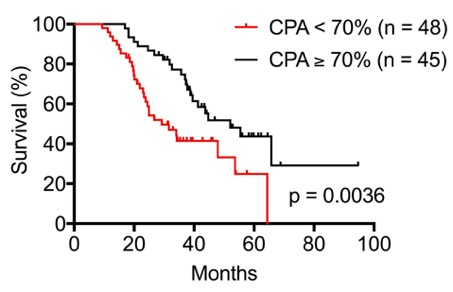 CPA < 70% (n = 48)
CPA ≥ 70% (n = 45)
Survival (%)
100
80
60
40
20
0
p = 0.0036
0 20 40 60 80 100
Months